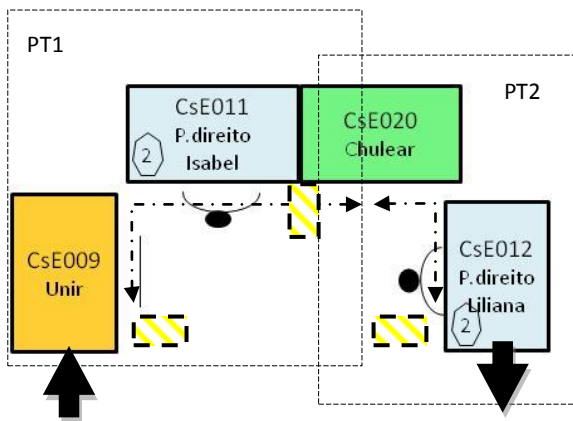 PT1
PT2
CsE011
P.direito
Isabel
2
CsE020
Chulear
CsE009
Unir
CsE012
P.direito
Liliana
2